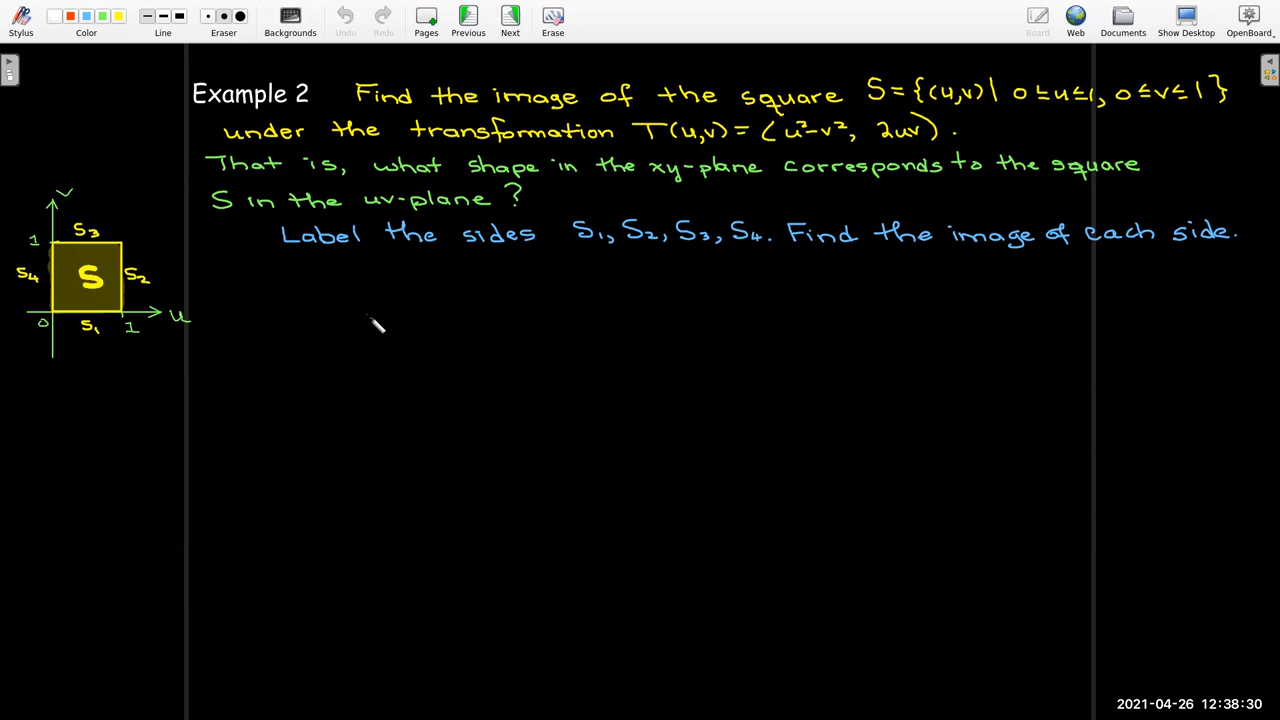 Stylus Color Line Eraser Backgrounds Undo Redo Pages Previous Next Erase Board Web Documents Show Desktop OpenBoard
Example 2 Find the image of the square S={(u,v)| 0≤u≤1, 0≤v≤1}
under the transformation T(u,v)=(u²-v², 2uv).
That is, what shape in the xy-plane corresponds to the square
S in the uv-plane?
Label the sides S₁, S₂, S₃, S₄. Find the image of each side.
v
S₃
1
S₄ S S₂
u
0 S₁ 1
2021-04-26 12:38:30